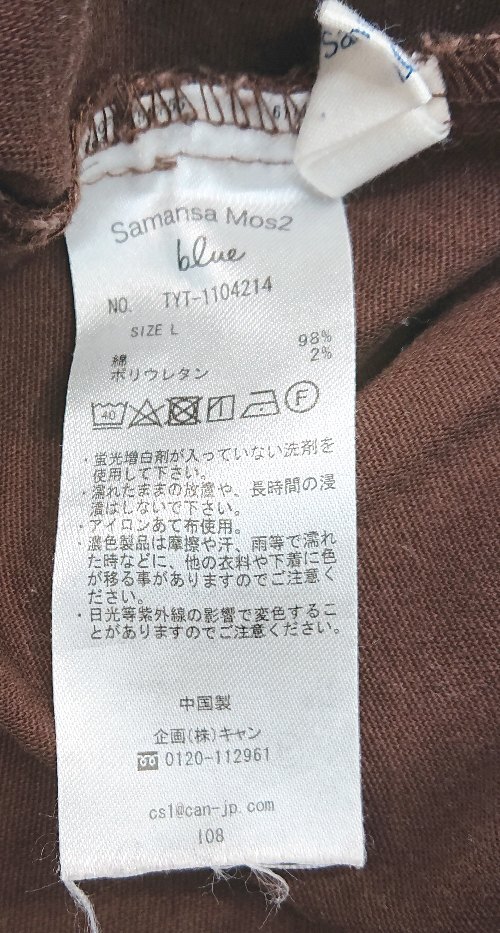 Sa
Samansa Mos2
blue
NO. TYT-1104214
SIZE L
綿 98%
ポリウレタン 2%
40 F
・蛍光増白剤が入っていない洗剤を
使用して下さい。
・濡れたままの放置や、長時間の浸
漬はしないで下さい。
・アイロンあて布使用。
・濃色製品は摩擦や汗、雨等で濡れ
た時などに、他の衣料や下着に色
が移る事がありますのでご注意く
ださい。
・日光等紫外線の影響で変色するこ
とがありますのでご注意ください。
中国製
企画(株)キャン
0120-112961
cs1@can-jp.com
108